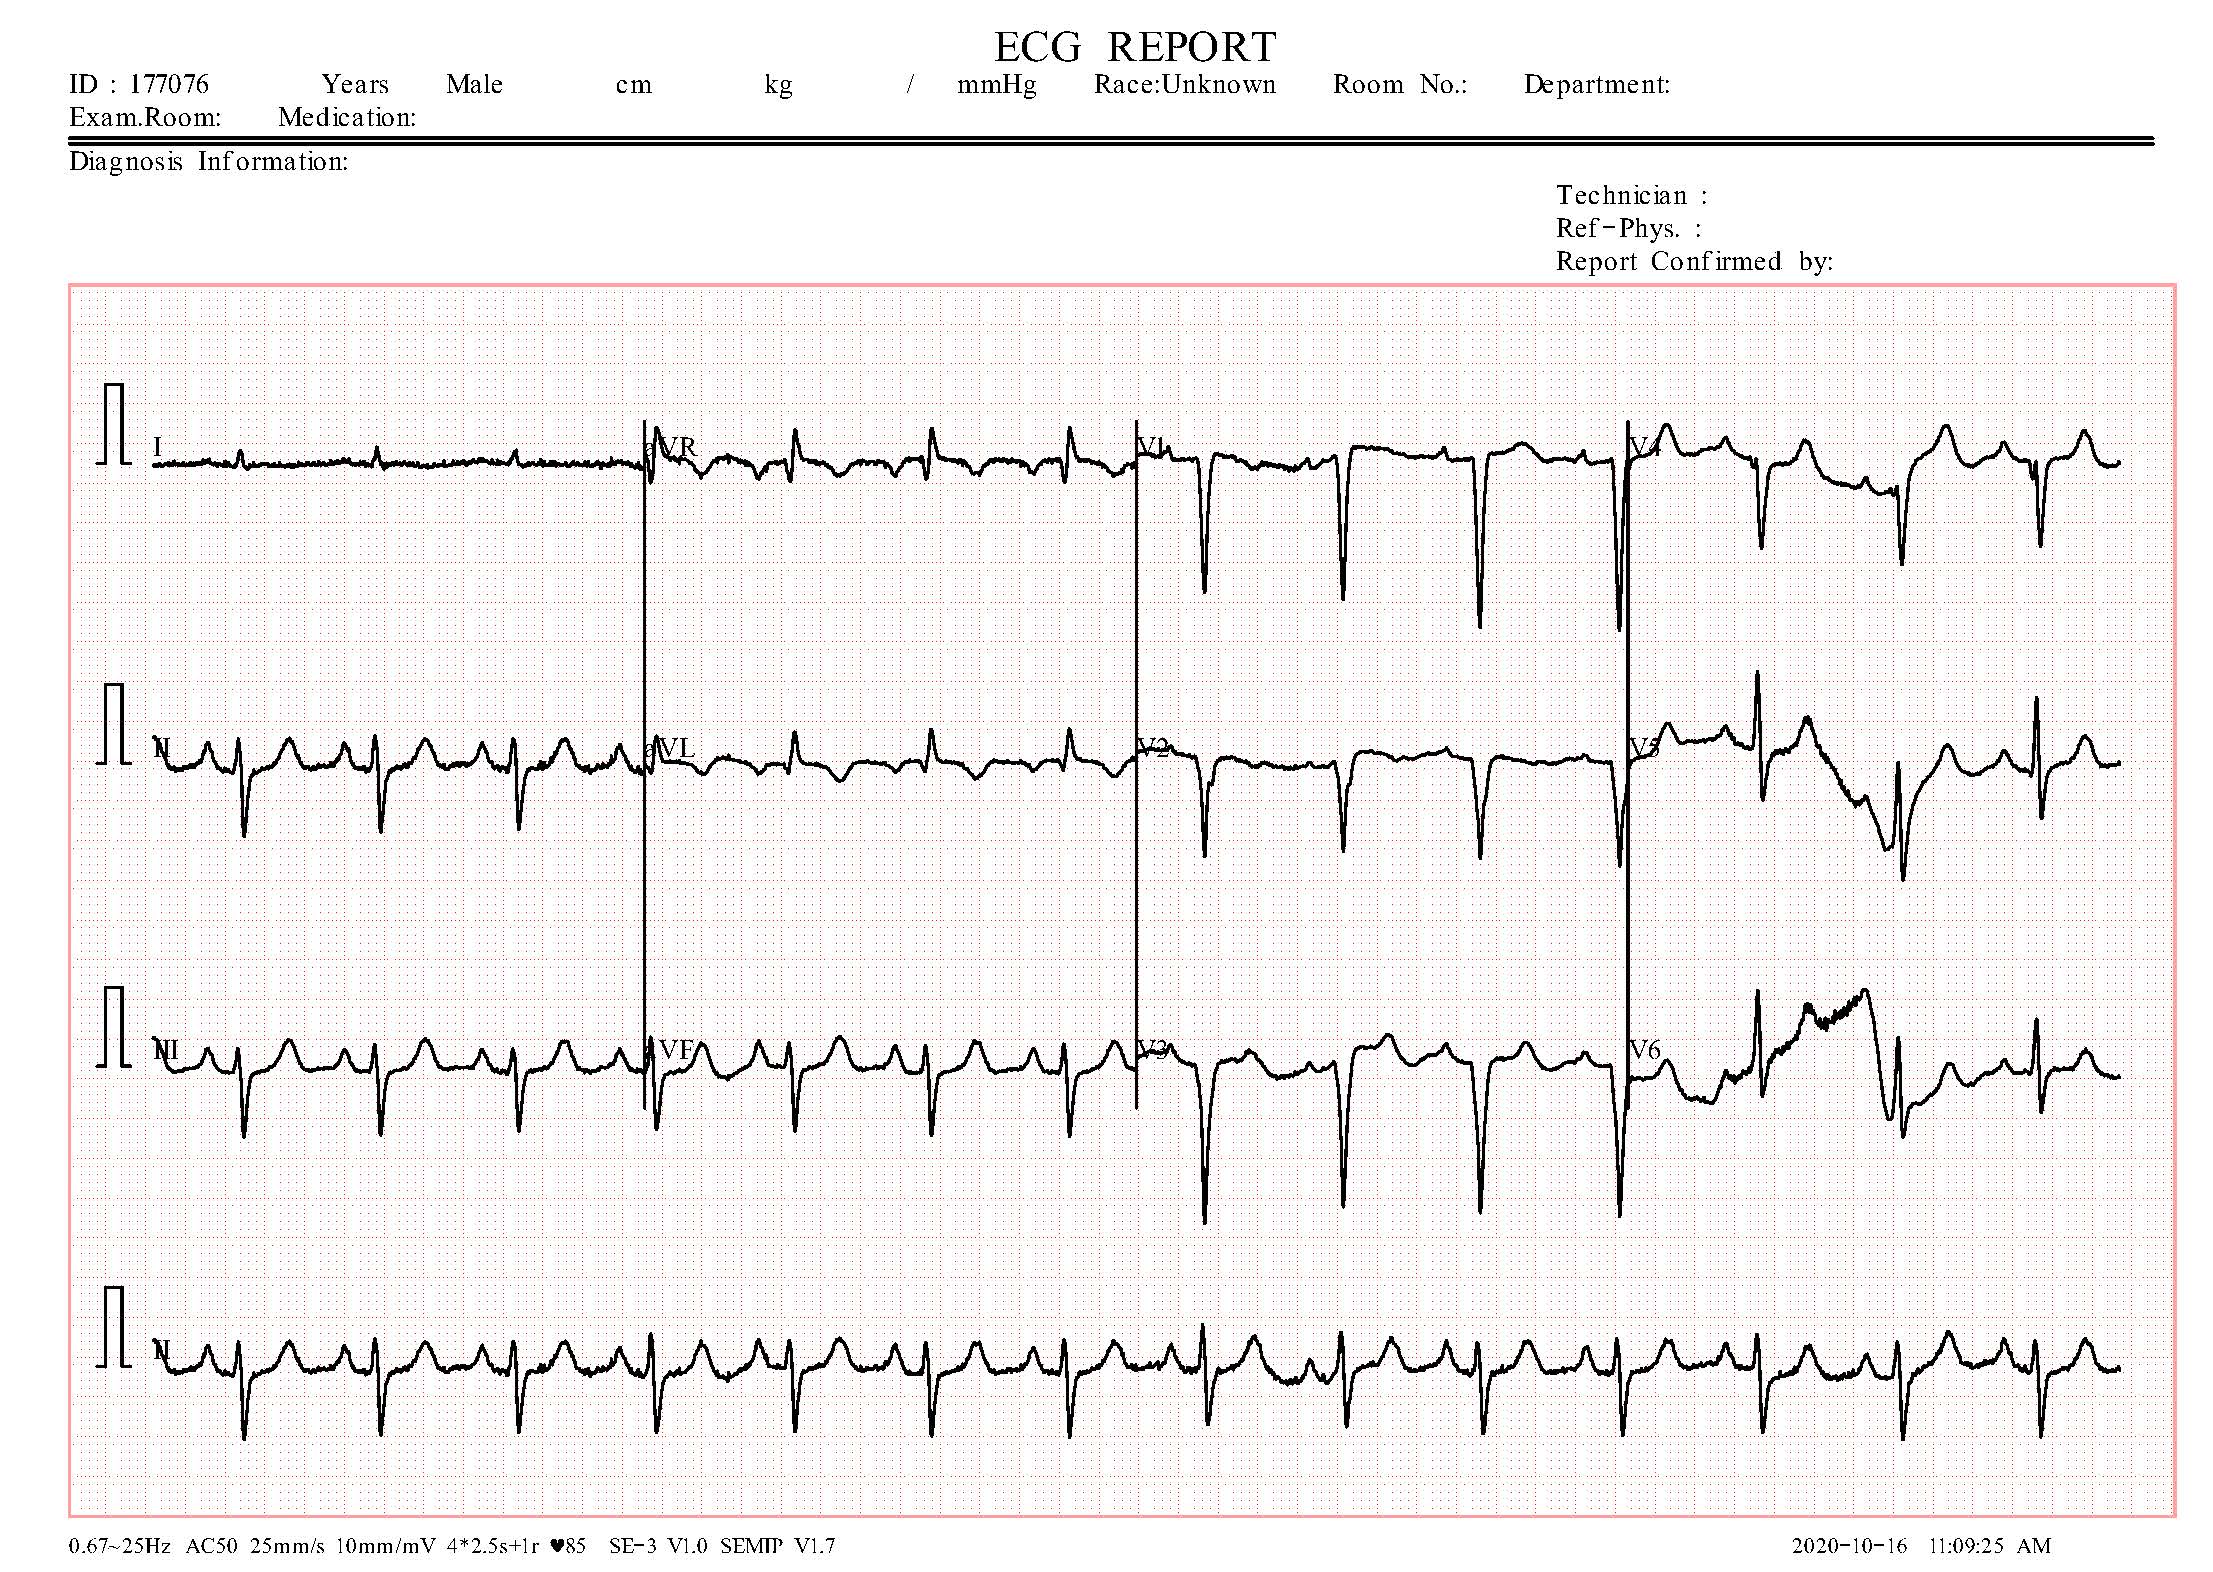 ECG REPORT
ID : 177076 Years Male cm kg / mmHg Race:Unknown Room No.: Department:
Exam.Room: Medication:
Diagnosis Information:
Technician :
Ref-Phys. :
Report Confirmed by:
I aVR V1 V4
II aVL V2 V5
III aVF V3 V6
II
0.67~25Hz AC50 25mm/s 10mm/mV 4*2.5s+1r ♥85 SE-3 V1.0 SEMIP V1.7 2020-10-16 11:09:25 AM